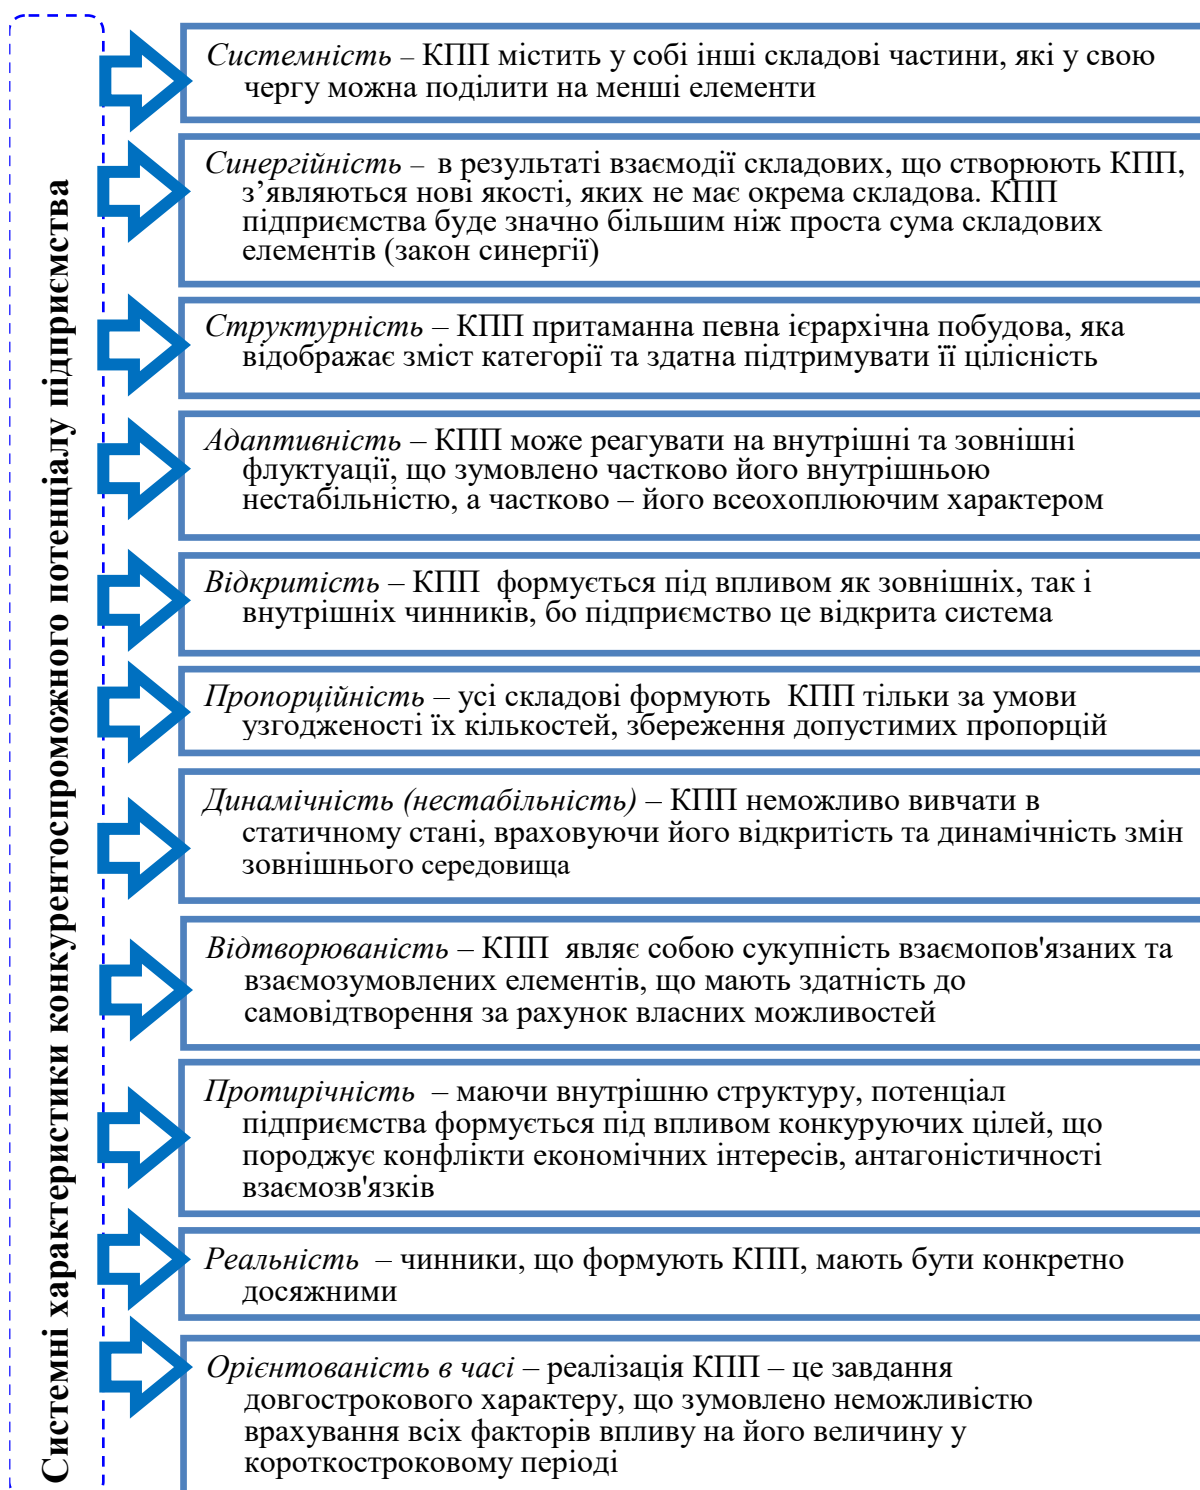 Системні характеристики конкурентоспроможного потенціалу підприємства
Системність – КПП містить у собі інші складові частини, які у свою
чергу можна поділити на менші елементи
Синергійність – в результаті взаємодії складових, що створюють КПП,
з’являються нові якості, яких не має окрема складова. КПП
підприємства буде значно більшим ніж проста сума складових
елементів (закон синергії)
Структурність – КПП притаманна певна ієрархічна побудова, яка
відображає зміст категорії та здатна підтримувати її цілісність
Адаптивність – КПП може реагувати на внутрішні та зовнішні
флуктуації, що зумовлено частково його внутрішньою
нестабільністю, а частково – його всеохоплюючим характером
Відкритість – КПП формується під впливом як зовнішніх, так і
внутрішніх чинників, бо підприємство це відкрита система
Пропорційність – усі складові формують КПП тільки за умови
узгодженості їх кількостей, збереження допустимих пропорцій
Динамічність (нестабільність) – КПП неможливо вивчати в
статичному стані, враховуючи його відкритість та динамічність змін
зовнішнього середовища
Відтворюваність – КПП являє собою сукупність взаємопов'язаних та
взаємозумовлених елементів, що мають здатність до
самовідтворення за рахунок власних можливостей
Протирічність – маючи внутрішню структуру, потенціал
підприємства формується під впливом конкуруючих цілей, що
породжує конфлікти економічних інтересів, антагоністичності
взаємозв'язків
Реальність – чинники, що формують КПП, мають бути конкретно
досяжними
Орієнтованість в часі – реалізація КПП – це завдання
довгострокового характеру, що зумовлено неможливістю
врахування всіх факторів впливу на його величину у
короткостроковому періоді